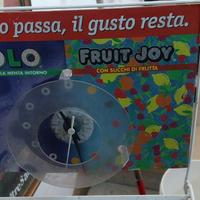 o passa, il gusto resta.
OLO
FRUIT JOY
LA MENTA INTORNO
CON SUCCHI DI FRUTTA